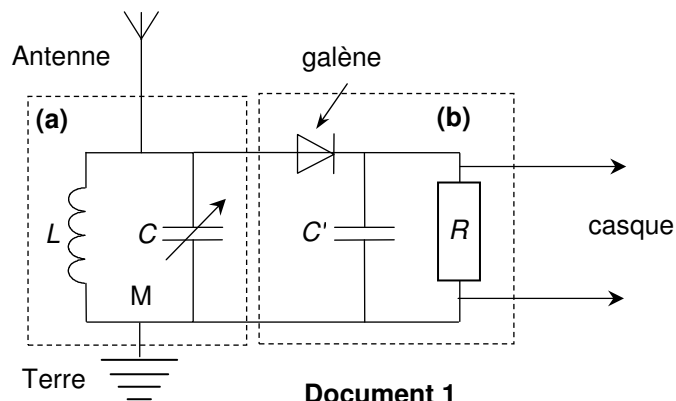 Antenne
galène
(a)
(b)
L
C
C'
R
casque
M
Terre
Document 1